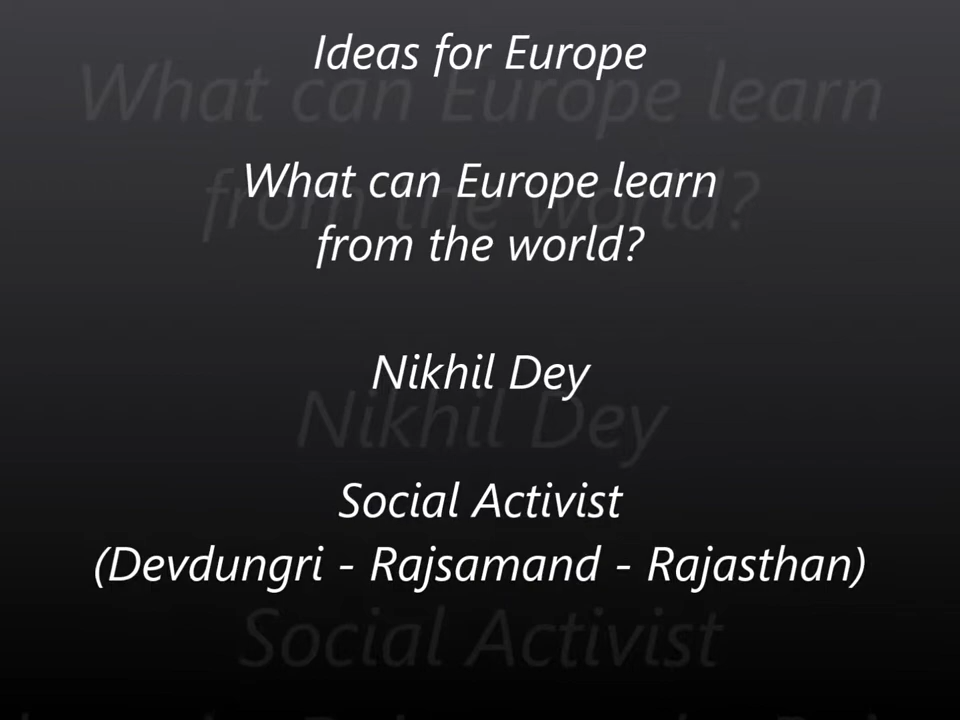 Ideas for Europe
What can Europe learn
from the world?
Nikhil Dey
Social Activist
(Devdungri - Rajsamand - Rajasthan)